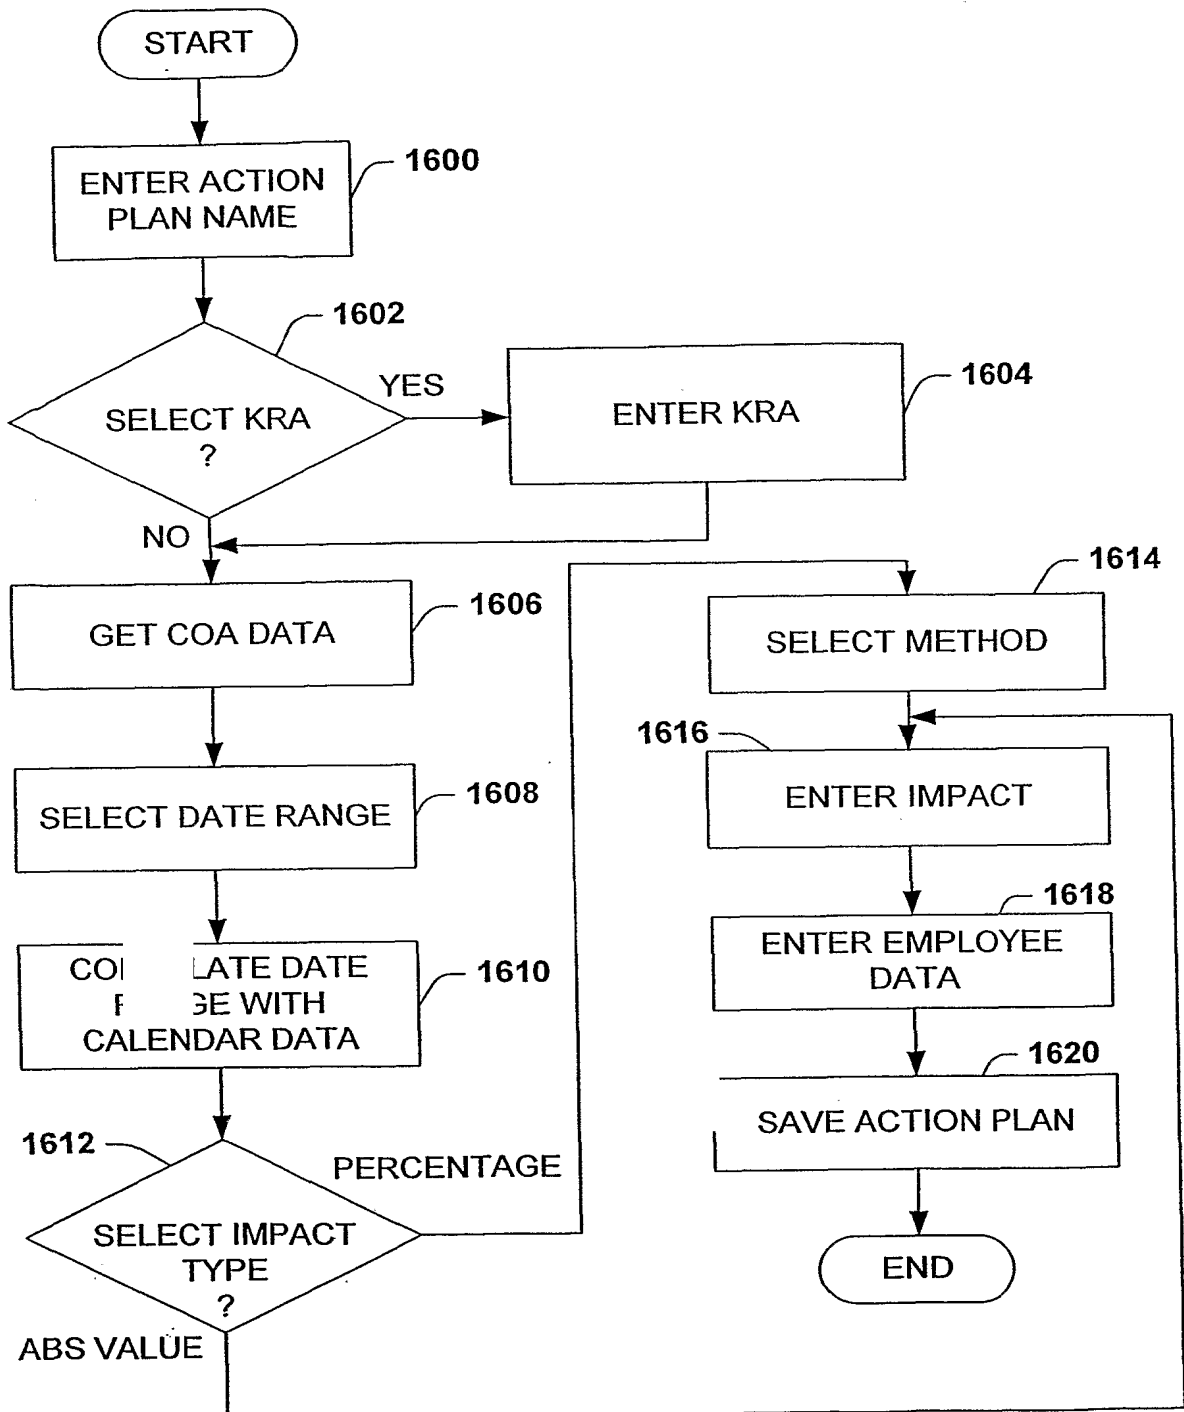 START
1600
ENTER ACTION
PLAN NAME
1602
SELECT KRA
?
YES
1604
ENTER KRA
NO
1606
GET COA DATA
1608
SELECT DATE RANGE
1610
DATE
WITH
CALENDAR DATA
1612
SELECT IMPACT
TYPE
?
PERCENTAGE
ABS VALUE
1614
SELECT METHOD
1616
ENTER IMPACT
1618
ENTER EMPLOYEE
DATA
1620
SAVE ACTION PLAN
END